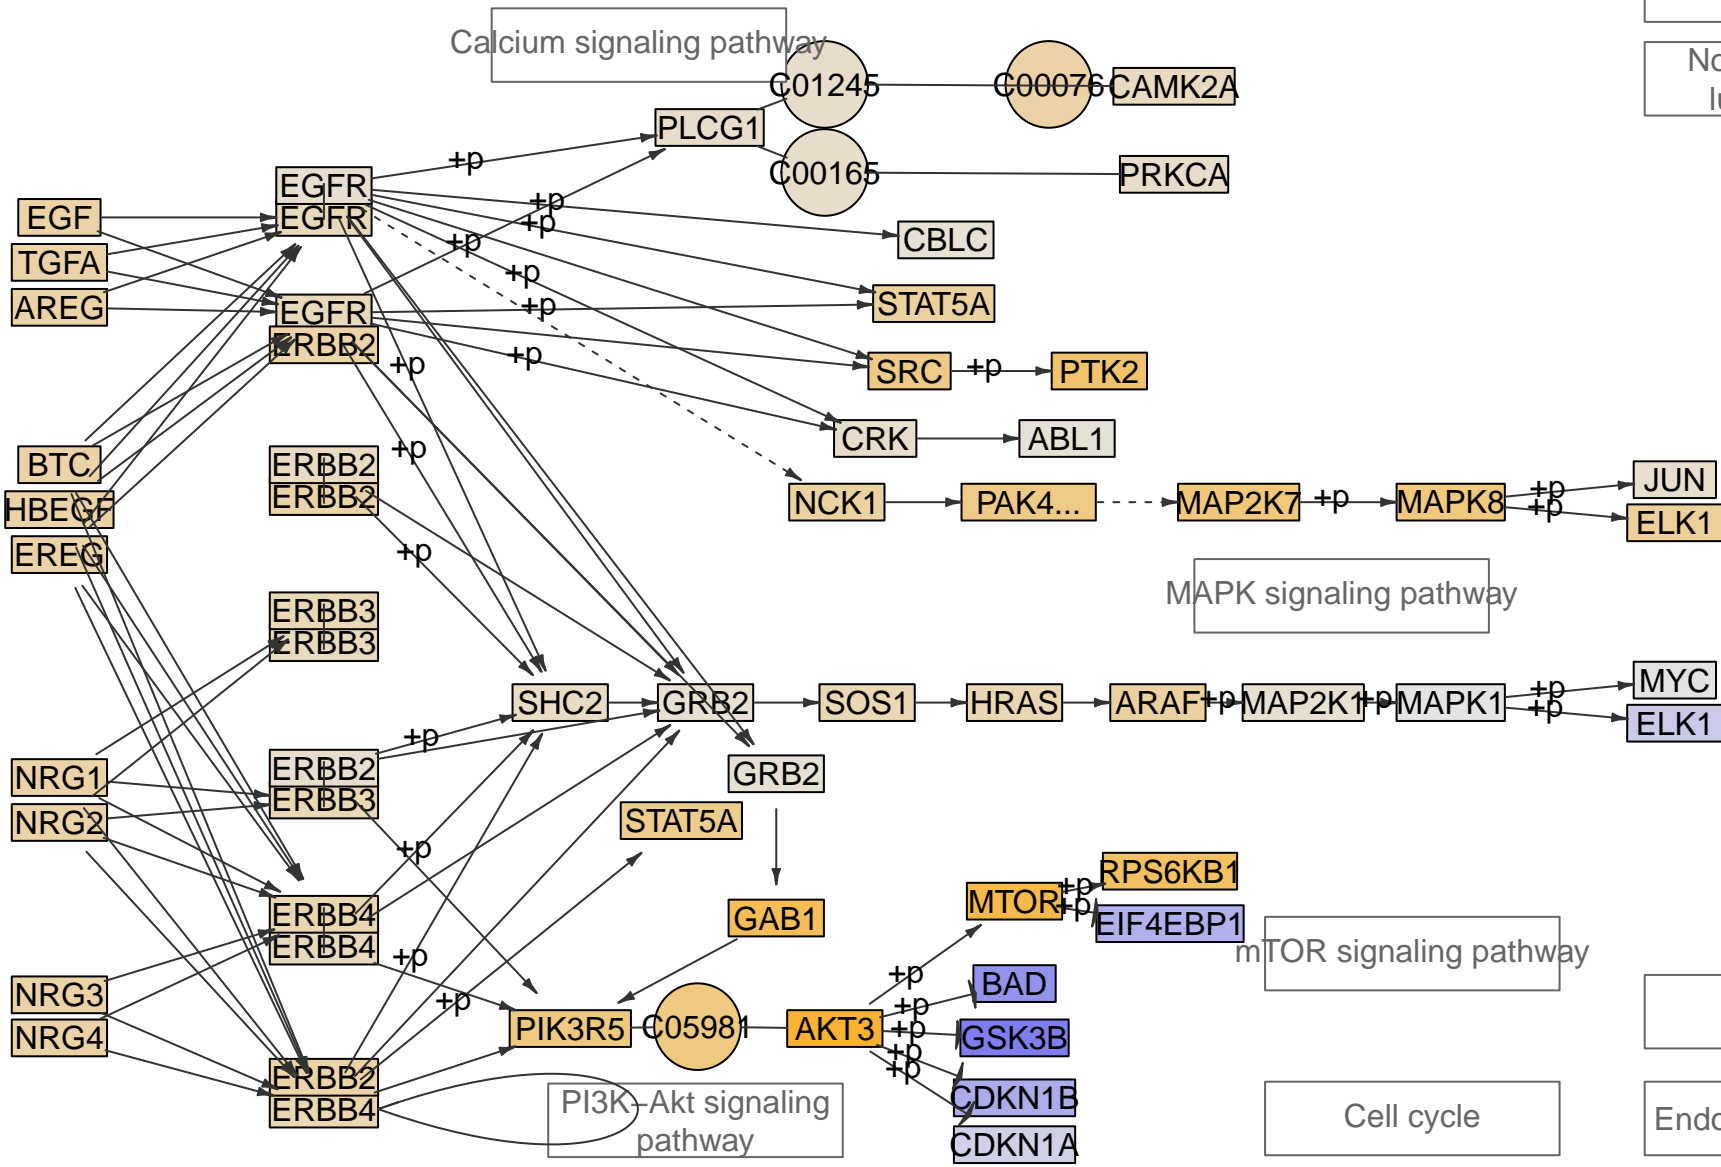 Calcium signaling pathway
No
lu
C01245
C00076
CAMK2A
PLCG1
C00165
PRKCA
+p
EGFR
EGFR
EGF
+p
+p
CBLC
TGFA
+p
+p
AREG
EGFR
+p
STAT5A
ERBB2
+p
+p
SRC
+p
PTK2
CRK
ABL1
BTC
ERBB2
+p
ERBB2
HBEGF
NCK1
PAK4...
MAP2K7
+p
MAPK8
+p
+p
JUN
ELK1
EREG
+p
MAPK signaling pathway
ERBB3
ERBB3
SHC2
GRB2
SOS1
HRAS
ARAF
+p
MAP2K1
+p
MAPK1
+p
+p
MYC
ELK1
+p
NRG1
ERBB2
ERBB3
GRB2
NRG2
STAT5A
+p
RPS6KB1
MTOR
+p
+p
EIF4EBP1
ERBB4
ERBB4
GAB1
mTOR signaling pathway
+p
+p
BAD
NRG3
+p
+p
PIK3R5
C05981
AKT3
+p
GSK3B
NRG4
+p
+p
ERBB2
ERBB4
CDKN1B
CDKN1A
PI3K–Akt signaling
pathway
Cell cycle
Endo